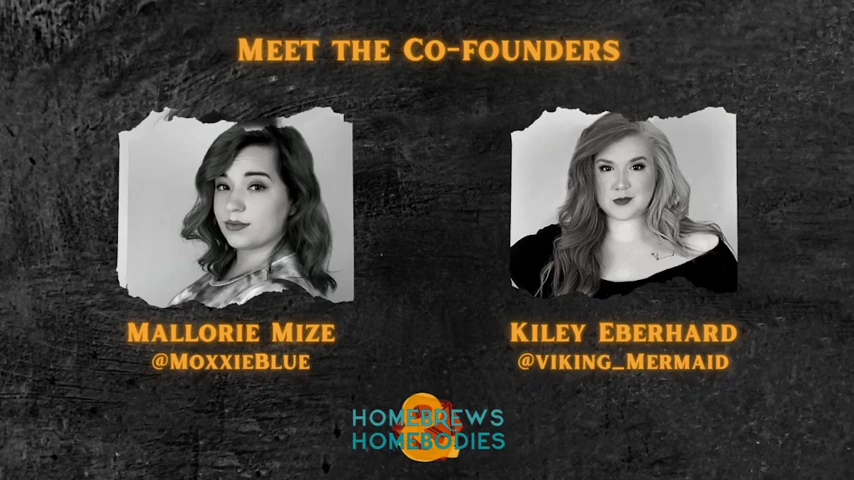 Meet the Co-founders
Mallorie Mize
@MoxxieBlue
Kiley Eberhard
@viking_Mermaid
&
HOMEBREWS
HOMEBODIES